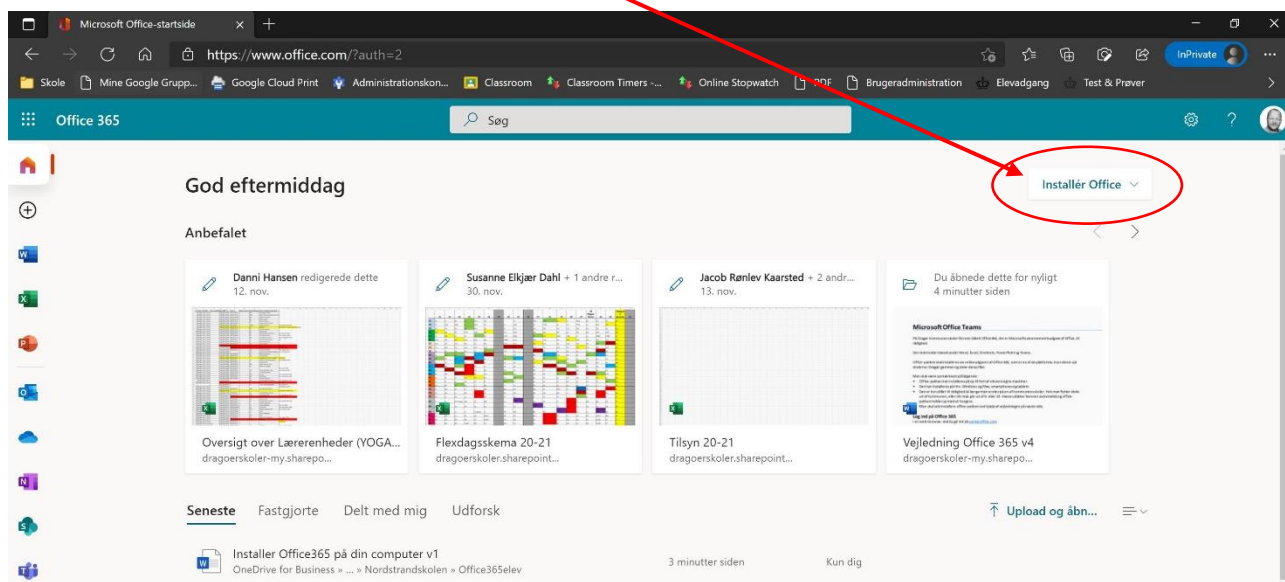 Microsoft Office-startside
https://www.office.com/?auth=2
InPrivate
Skole
Mine Google Grupp...
Google Cloud Print
Administrationskon...
Classroom
Classroom Timers -...
Online Stopwatch
PDF
Brugeradministration
Elevadgang
Test & Prøver
Office 365
Søg
God eftermiddag
Installér Office
Anbefalet
Danni Hansen redigerede dette
12. nov.
Susanne Elkjær Dahl + 1 andre r...
30. nov.
Jacob Rønlev Kaarsted + 2 andr...
13. nov.
Du åbnede dette for nyligt
4 minutter siden
Microsoft Office Teams
Log ind på Office 365
Oversigt over Lærerenheder (YOGA...
dragoerskoler-my.sharepo...
Flexdagsskema 20-21
dragoerskoler.sharepoint...
Tilsyn 20-21
dragoerskoler.sharepoint...
Vejledning Office 365 v4
dragoerskoler-my.sharepo...
Seneste
Fastgjorte
Delt med mig
Udforsk
Upload og åbn...
Installer Office365 på din computer v1
OneDrive for Business » ... » Nordstrandskolen » Office365elev
3 minutter siden
Kun dig